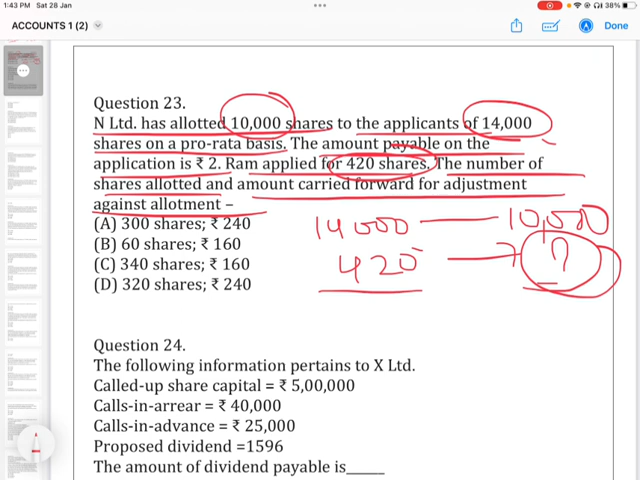 1:43 PM Sat 28 Jan
38%
ACCOUNTS 1 (2)
Done
Question 23.
N Ltd. has allotted 10,000 shares to the applicants of 14,000
shares on a pro-rata basis. The amount payable on the
application is ₹ 2. Ram applied for 420 shares. The number of
shares allotted and amount carried forward for adjustment
against allotment –
(A) 300 shares; ₹ 240
(B) 60 shares; ₹ 160
(C) 340 shares; ₹ 160
(D) 320 shares; ₹ 240
14000 — 10,000
420 → ?
Question 24.
The following information pertains to X Ltd.
Called-up share capital = ₹ 5,00,000
Calls-in-arrear = ₹ 40,000
Calls-in-advance = ₹ 25,000
Proposed dividend =1596
The amount of dividend payable is_____